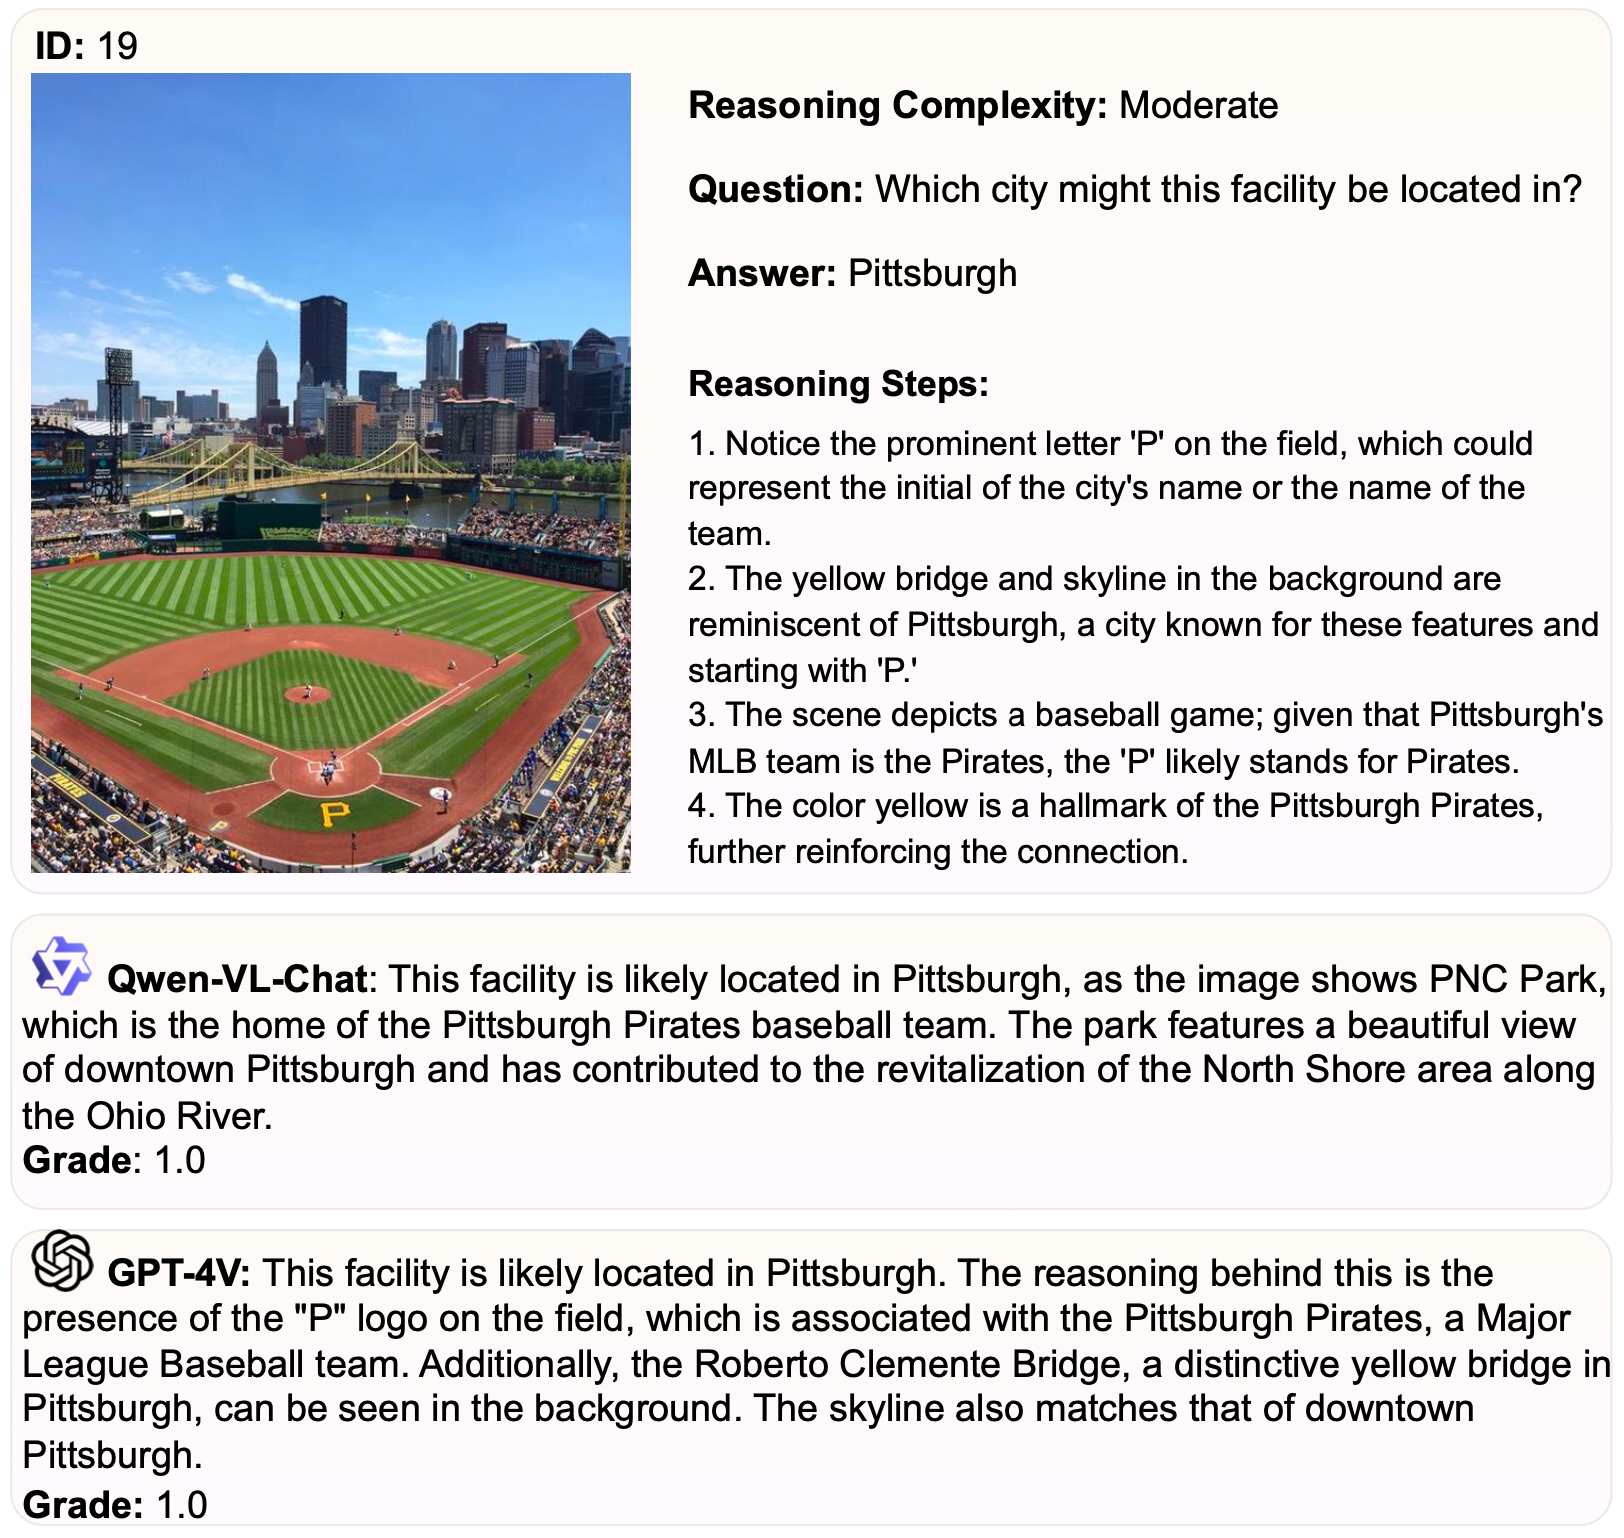 ID: 19
Reasoning Complexity: Moderate
Question: Which city might this facility be located in?
Answer: Pittsburgh
Reasoning Steps:
1. Notice the prominent letter 'P' on the field, which could
represent the initial of the city's name or the name of the
team.
2. The yellow bridge and skyline in the background are
reminiscent of Pittsburgh, a city known for these features and
starting with 'P.'
3. The scene depicts a baseball game; given that Pittsburgh's
MLB team is the Pirates, the 'P' likely stands for Pirates.
4. The color yellow is a hallmark of the Pittsburgh Pirates,
further reinforcing the connection.
PIRATES
P
P
Qwen-VL-Chat: This facility is likely located in Pittsburgh, as the image shows PNC Park,
which is the home of the Pittsburgh Pirates baseball team. The park features a beautiful view
of downtown Pittsburgh and has contributed to the revitalization of the North Shore area along
the Ohio River.
Grade: 1.0
GPT-4V: This facility is likely located in Pittsburgh. The reasoning behind this is the
presence of the "P" logo on the field, which is associated with the Pittsburgh Pirates, a Major
League Baseball team. Additionally, the Roberto Clemente Bridge, a distinctive yellow bridge in
Pittsburgh, can be seen in the background. The skyline also matches that of downtown
Pittsburgh.
Grade: 1.0